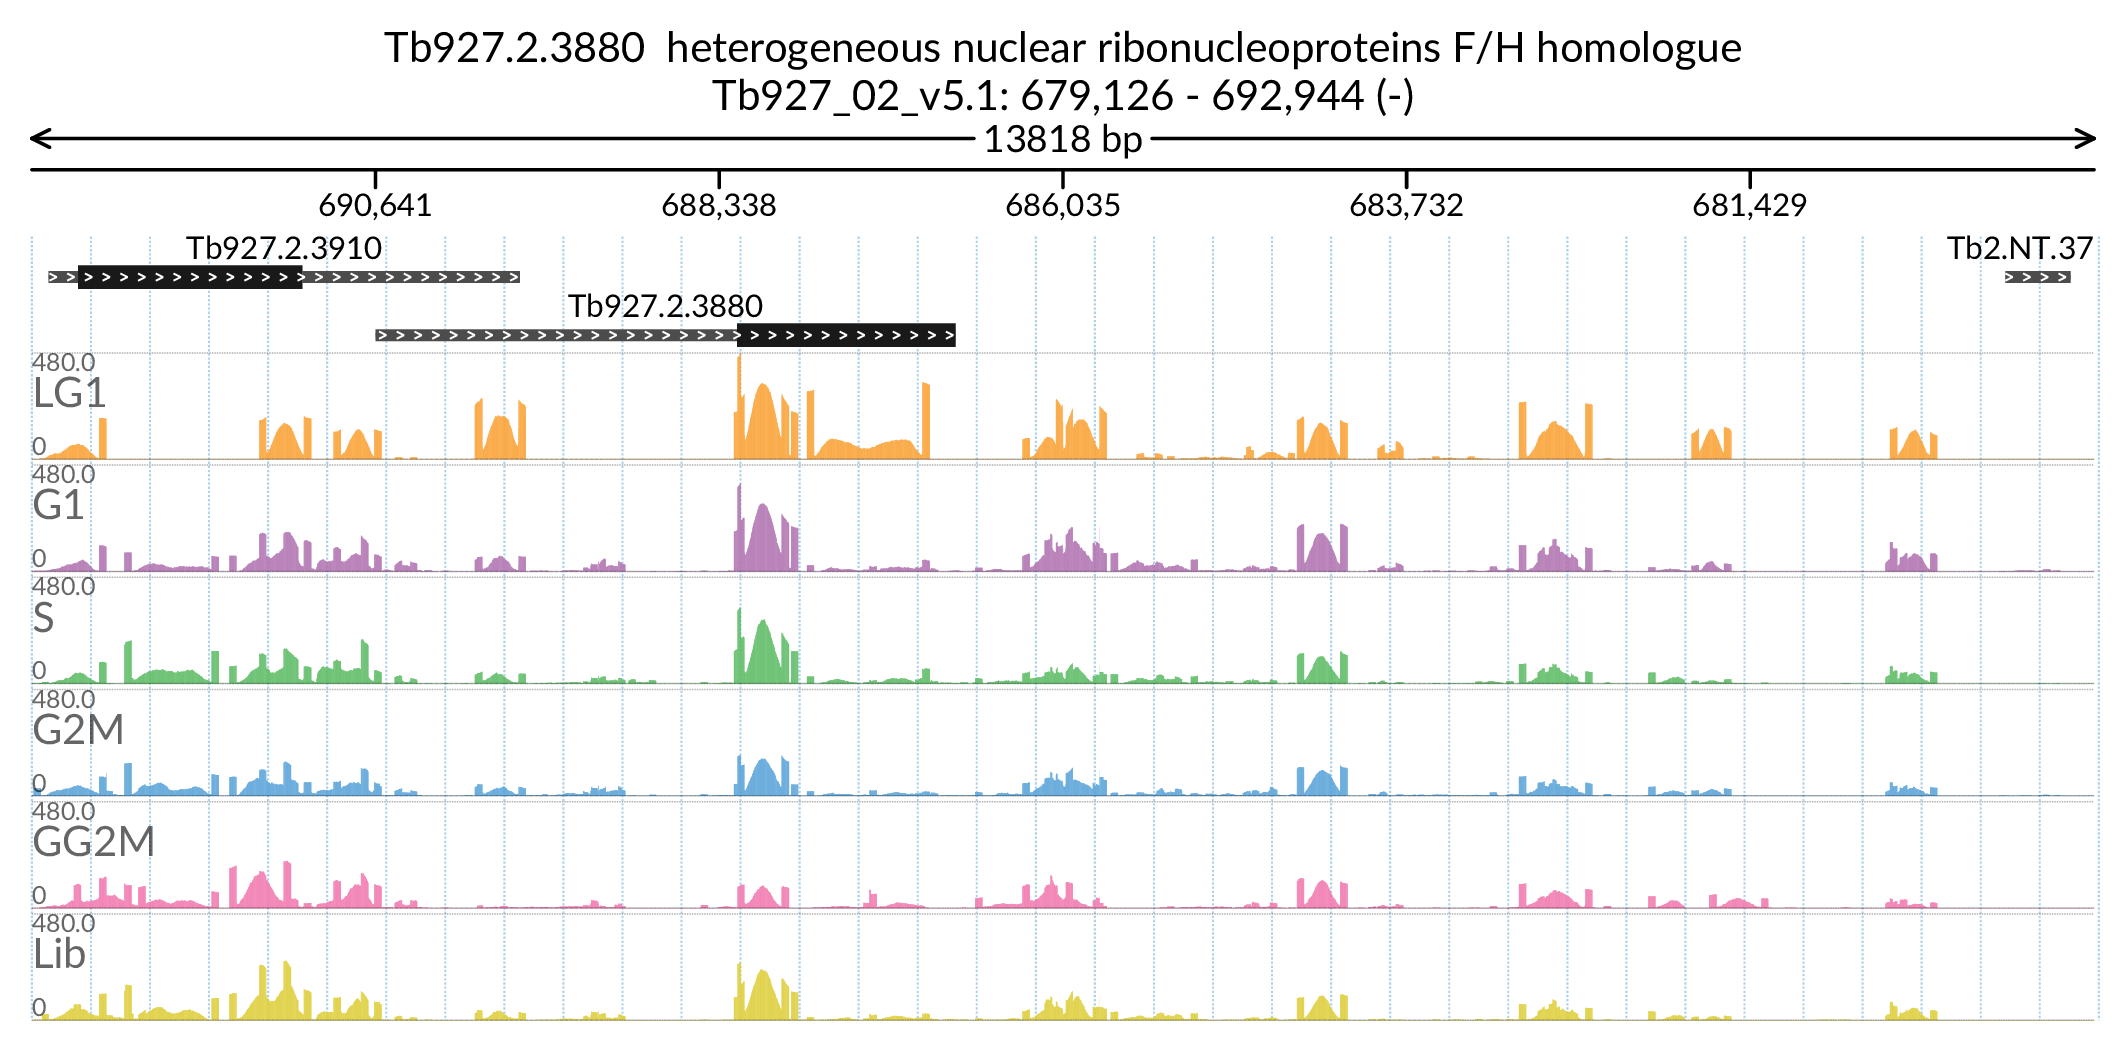 Tb927.2.3880 heterogeneous nuclear ribonucleoproteins F/H homologue
Tb927_02_v5.1: 679,126 - 692,944 (-)
13818 bp
690,641 688,338 686,035 683,732 681,429
Tb927.2.3910 Tb2.NT.37
Tb927.2.3880
480.0
LG1
0
480.0
G1
0
480.0
S
0
480.0
G2M
0
480.0
GG2M
0
480.0
Lib
0